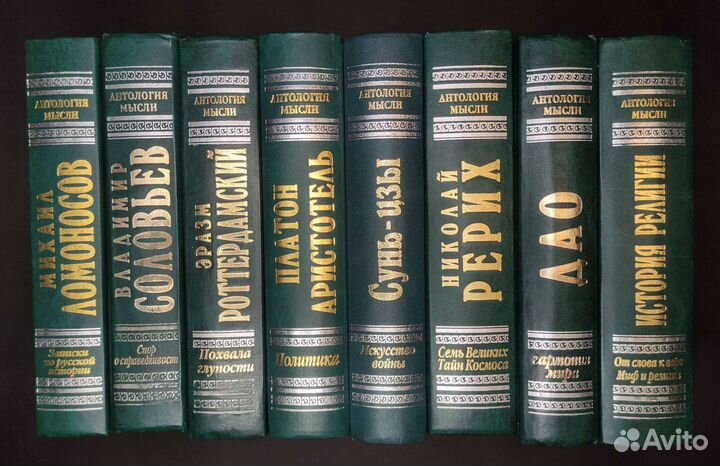 АНТОЛОГИЯ
МЫСЛИ
МИХАИЛ
ЛОМОНОСОВ
Записки
по русской
истории
АНТОЛОГИЯ
МЫСЛИ
ВЛАДИМИР
СОЛОВЬЕВ
Спор
о справедливости
АНТОЛОГИЯ
МЫСЛИ
ЭРАЗМ
РОТТЕРДАМСКИЙ
Похвала
глупости
АНТОЛОГИЯ
МЫСЛИ
ПЛАТОН
АРИСТОТЕЛЬ
Политика
АНТОЛОГИЯ
МЫСЛИ
Сунь-цзы
Искусство
войны
АНТОЛОГИЯ
МЫСЛИ
НИКОЛАЙ
РЕРИХ
Семь Великих
Тайн Космоса
АНТОЛОГИЯ
МЫСЛИ
ДАО
гармония
мира
АНТОЛОГИЯ
МЫСЛИ
ИСТОРИЯ РЕЛИГИИ
От слова к вере
Миф и религия
Avito